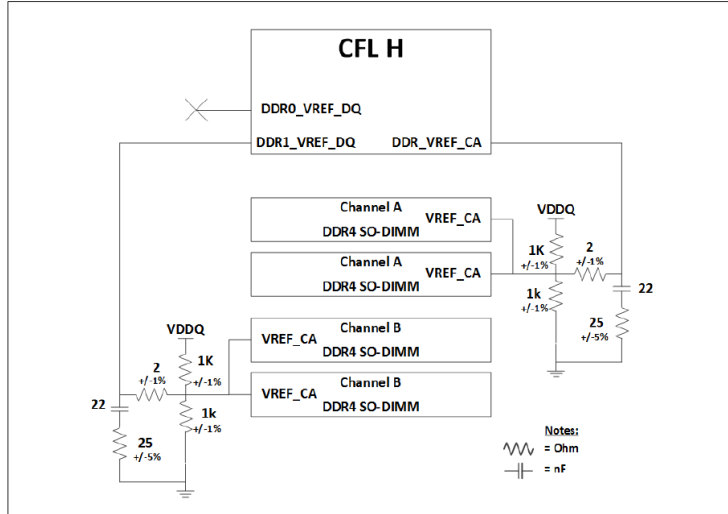 CFL H
DDR0_VREF_DQ
DDR1_VREF_DQ
DDR_VREF_CA
Channel A
VREF_CA
DDR4 SO-DIMM
Channel A
VREF_CA
DDR4 SO-DIMM
VDDQ
1K
+/-1%
2
+/-1%
1k
+/-1%
22
25
+/-5%
Channel B
VREF_CA
DDR4 SO-DIMM
Channel B
VREF_CA
DDR4 SO-DIMM
VDDQ
2
+/-1%
1K
+/-1%
22
1k
+/-1%
25
+/-5%
Notes:
= Ohm
= nF